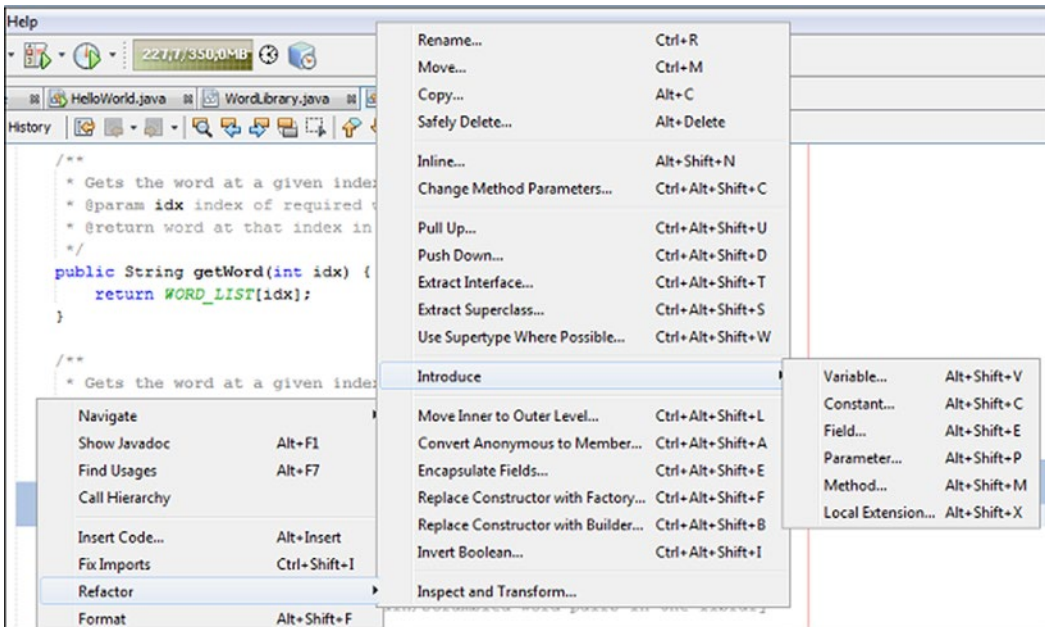 Help
227,7/350,0MB
HelloWorld.java WordLibrary.java
History
/**
* Gets the word at a given index
* @param idx index of required
* @return word at that index in
*/
public String getWord(int idx) {
return WORD_LIST[idx];
}
/**
* Gets the word at a given index
Navigate
Show Javadoc Alt+F1
Find Usages Alt+F7
Call Hierarchy
Insert Code... Alt+Insert
Fix Imports Ctrl+Shift+I
Refactor
Format Alt+Shift+F
Rename... Ctrl+R
Move... Ctrl+M
Copy... Alt+C
Safely Delete... Alt+Delete
Inline... Alt+Shift+N
Change Method Parameters... Ctrl+Alt+Shift+C
Pull Up... Ctrl+Alt+Shift+U
Push Down... Ctrl+Alt+Shift+D
Extract Interface... Ctrl+Alt+Shift+T
Extract Superclass... Ctrl+Alt+Shift+S
Use Supertype Where Possible... Ctrl+Alt+Shift+W
Introduce
Move Inner to Outer Level... Ctrl+Alt+Shift+L
Convert Anonymous to Member... Ctrl+Alt+Shift+A
Encapsulate Fields... Ctrl+Alt+Shift+E
Replace Constructor with Factory... Ctrl+Alt+Shift+F
Replace Constructor with Builder... Ctrl+Alt+Shift+B
Invert Boolean... Ctrl+Alt+Shift+I
Inspect and Transform...
Variable... Alt+Shift+V
Constant... Alt+Shift+C
Field... Alt+Shift+E
Parameter... Alt+Shift+P
Method... Alt+Shift+M
Local Extension... Alt+Shift+X